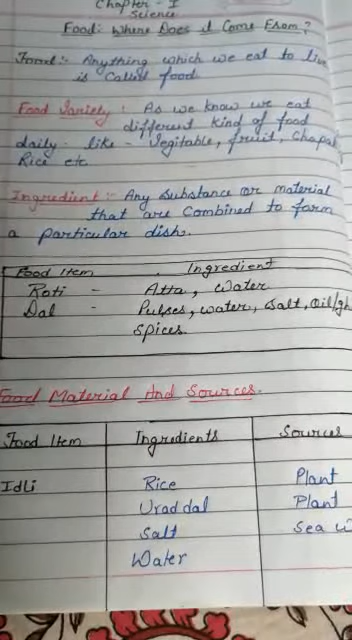 Chapter - I
Science
Food: Where Does it Come From?
Food:- Anything which we eat to live
is Called food.
Food Variety : As we know we eat
different kind of food
daily - like - Vegitable, fruit, Chapati
Rice etc
Ingredient :- Any Substance or material
that are Combined to form
a particular dish.
Food Item Ingredient
Roti - Atta, Water
Dal - Pulses, water, Salt, Oil/gh
Spices.
Food Material And Sources.
Food Item Ingredients Sources
Idli Rice Plant
Urad dal Plant
Salt Sea w
Water